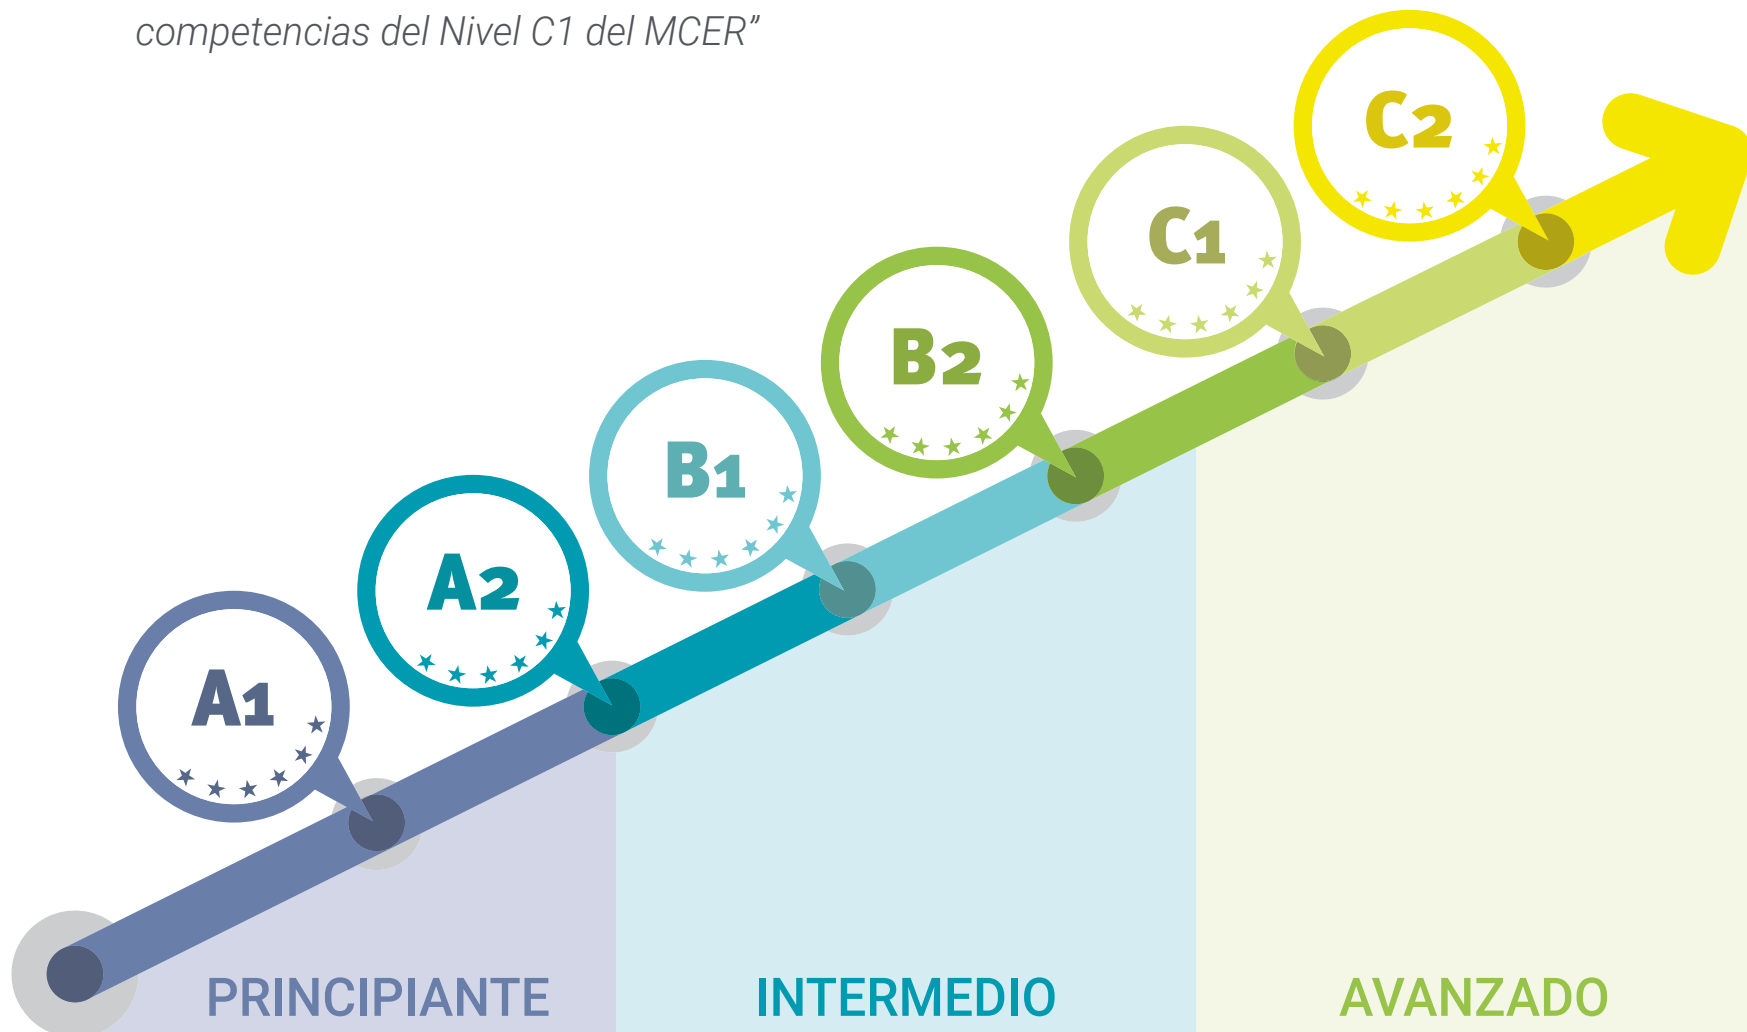 competencias del Nivel C1 del MCER”
C2
C1
B2
B1
A2
A1
PRINCIPIANTE
INTERMEDIO
AVANZADO